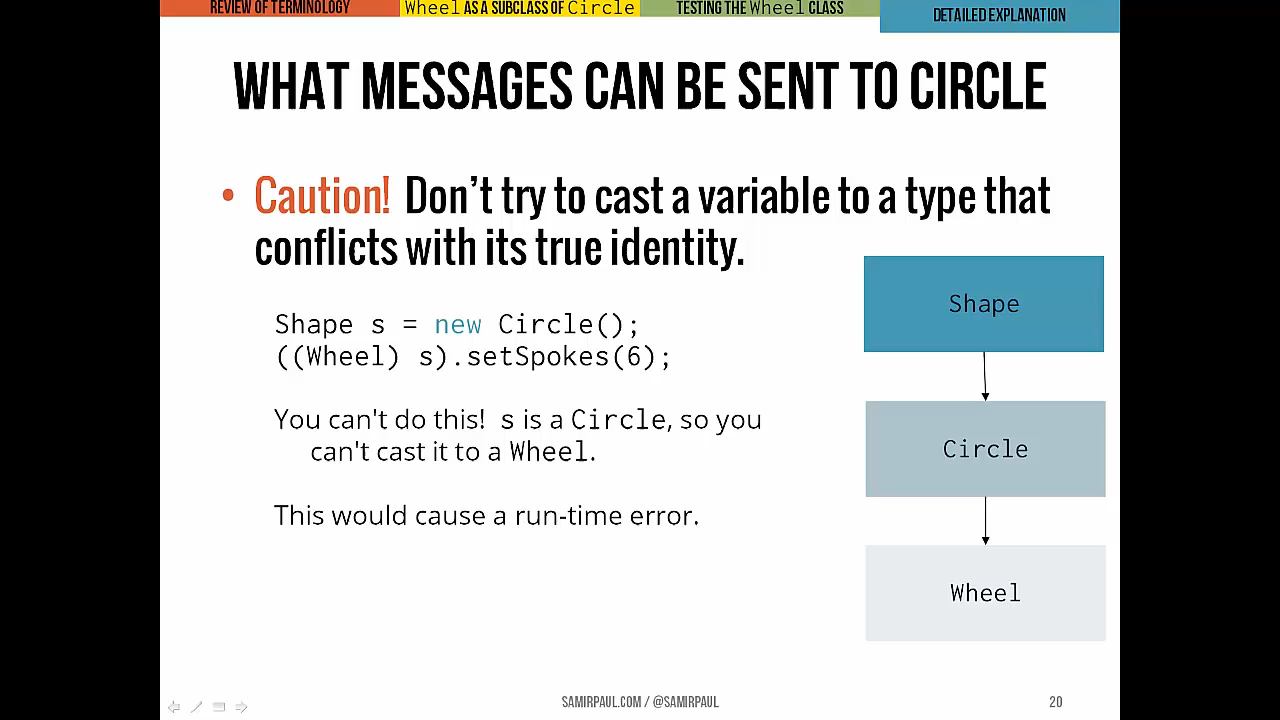 REVIEW OF TERMINOLOGY
Wheel AS A SUBCLASS OF Circle
TESTING THE Wheel CLASS
DETAILED EXPLANATION
WHAT MESSAGES CAN BE SENT TO CIRCLE
• Caution! Don't try to cast a variable to a type that
conflicts with its true identity.
Shape s = new Circle();
((Wheel) s).setSpokes(6);
You can't do this! s is a Circle, so you
can't cast it to a Wheel.
This would cause a run-time error.
Shape
Circle
Wheel
SAMIRPAUL.COM / @SAMIRPAUL
20